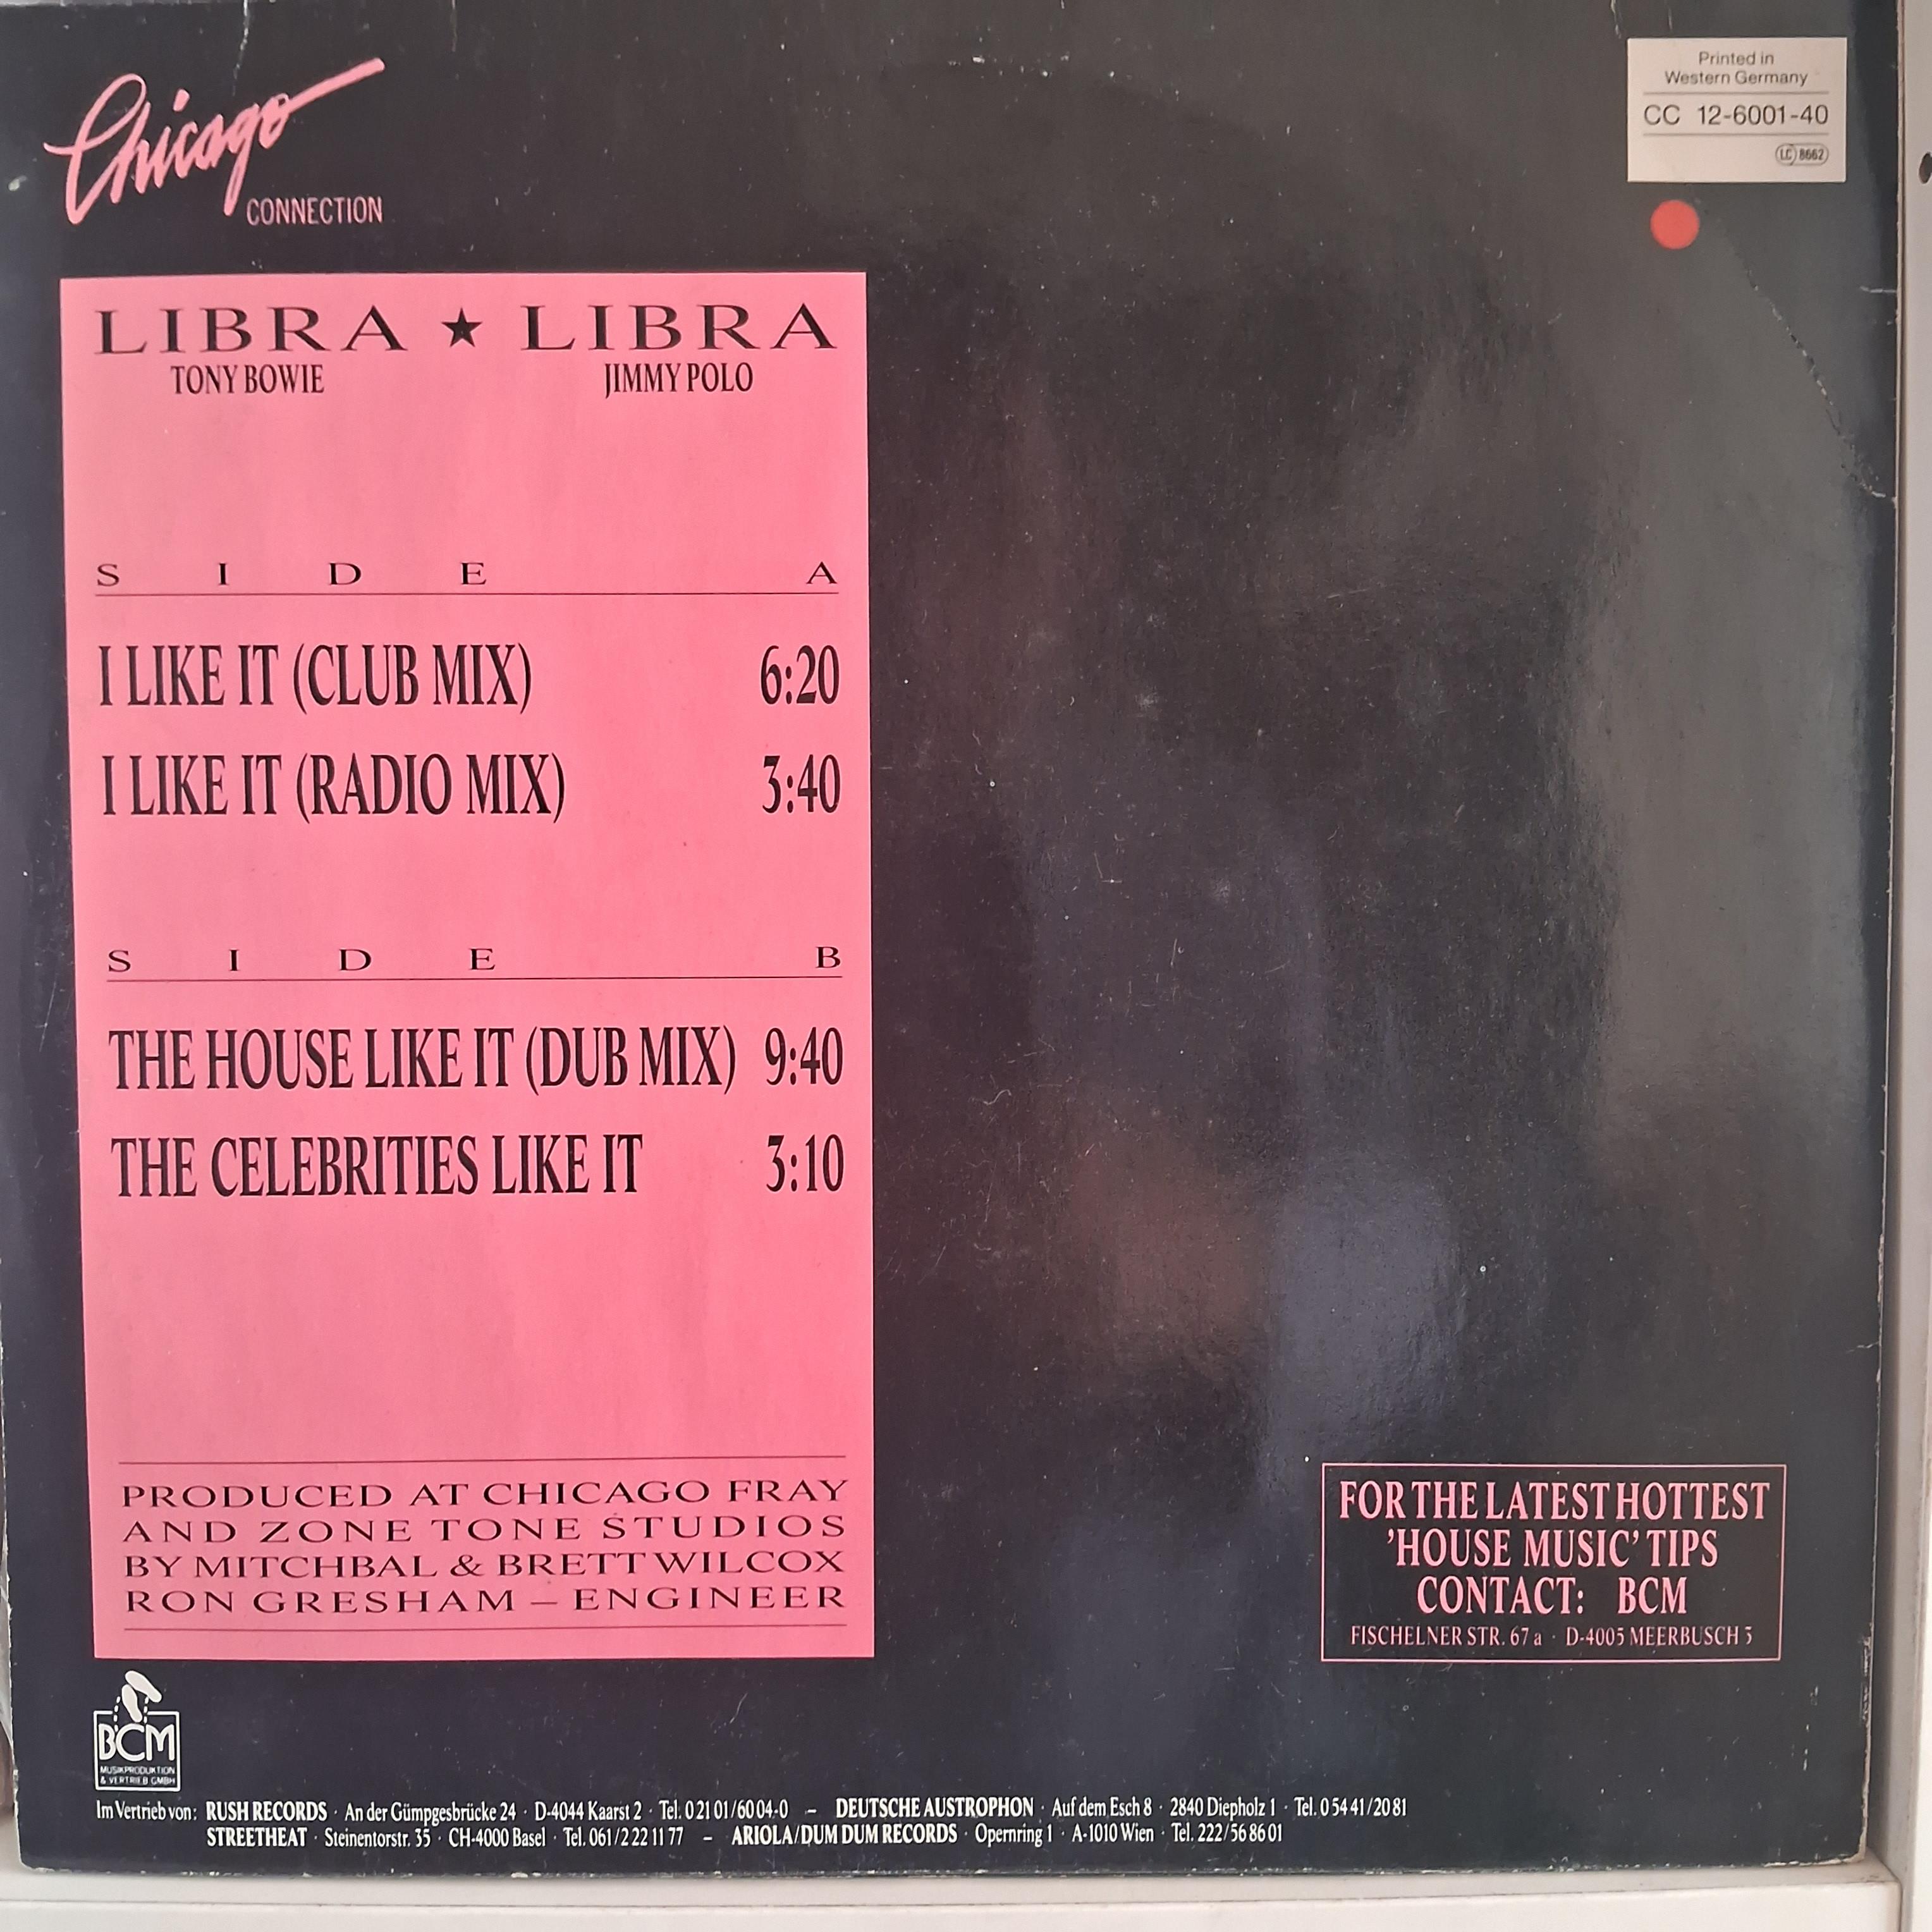 Chicago
CONNECTION
Printed in
Western Germany
CC 12-6001-40
LC 8662
LIBRA ★ LIBRA
TONY BOWIE JIMMY POLO
SIDE A
I LIKE IT (CLUB MIX) 6:20
I LIKE IT (RADIO MIX) 3:40
SIDE B
THE HOUSE LIKE IT (DUB MIX) 9:40
THE CELEBRITIES LIKE IT 3:10
PRODUCED AT CHICAGO FRAY
AND ZONE TONE STUDIOS
BY MITCHBAL & BRETT WILCOX
RON GRESHAM – ENGINEER
FOR THE LATEST HOTTEST
'HOUSE MUSIC' TIPS
CONTACT: BCM
FISCHELNER STR. 67 a · D-4005 MEERBUSCH 3
BCM
MUSIKPRODUKTION
& VERTRIEB GMBH
Im Vertrieb von: RUSH RECORDS · An der Gümpgesbrücke 24 · D-4044 Kaarst 2 · Tel. 0 21 01/60 04-0 – DEUTSCHE AUSTROPHON · Auf dem Esch 8 · 2840 Diepholz 1 · Tel. 0 54 41/20 81
STREETHEAT · Steinentorstr. 35 · CH-4000 Basel · Tel. 061/2 22 11 77 – ARIOLA/DUM DUM RECORDS · Opernring 1 · A-1010 Wien · Tel. 222/56 86 01